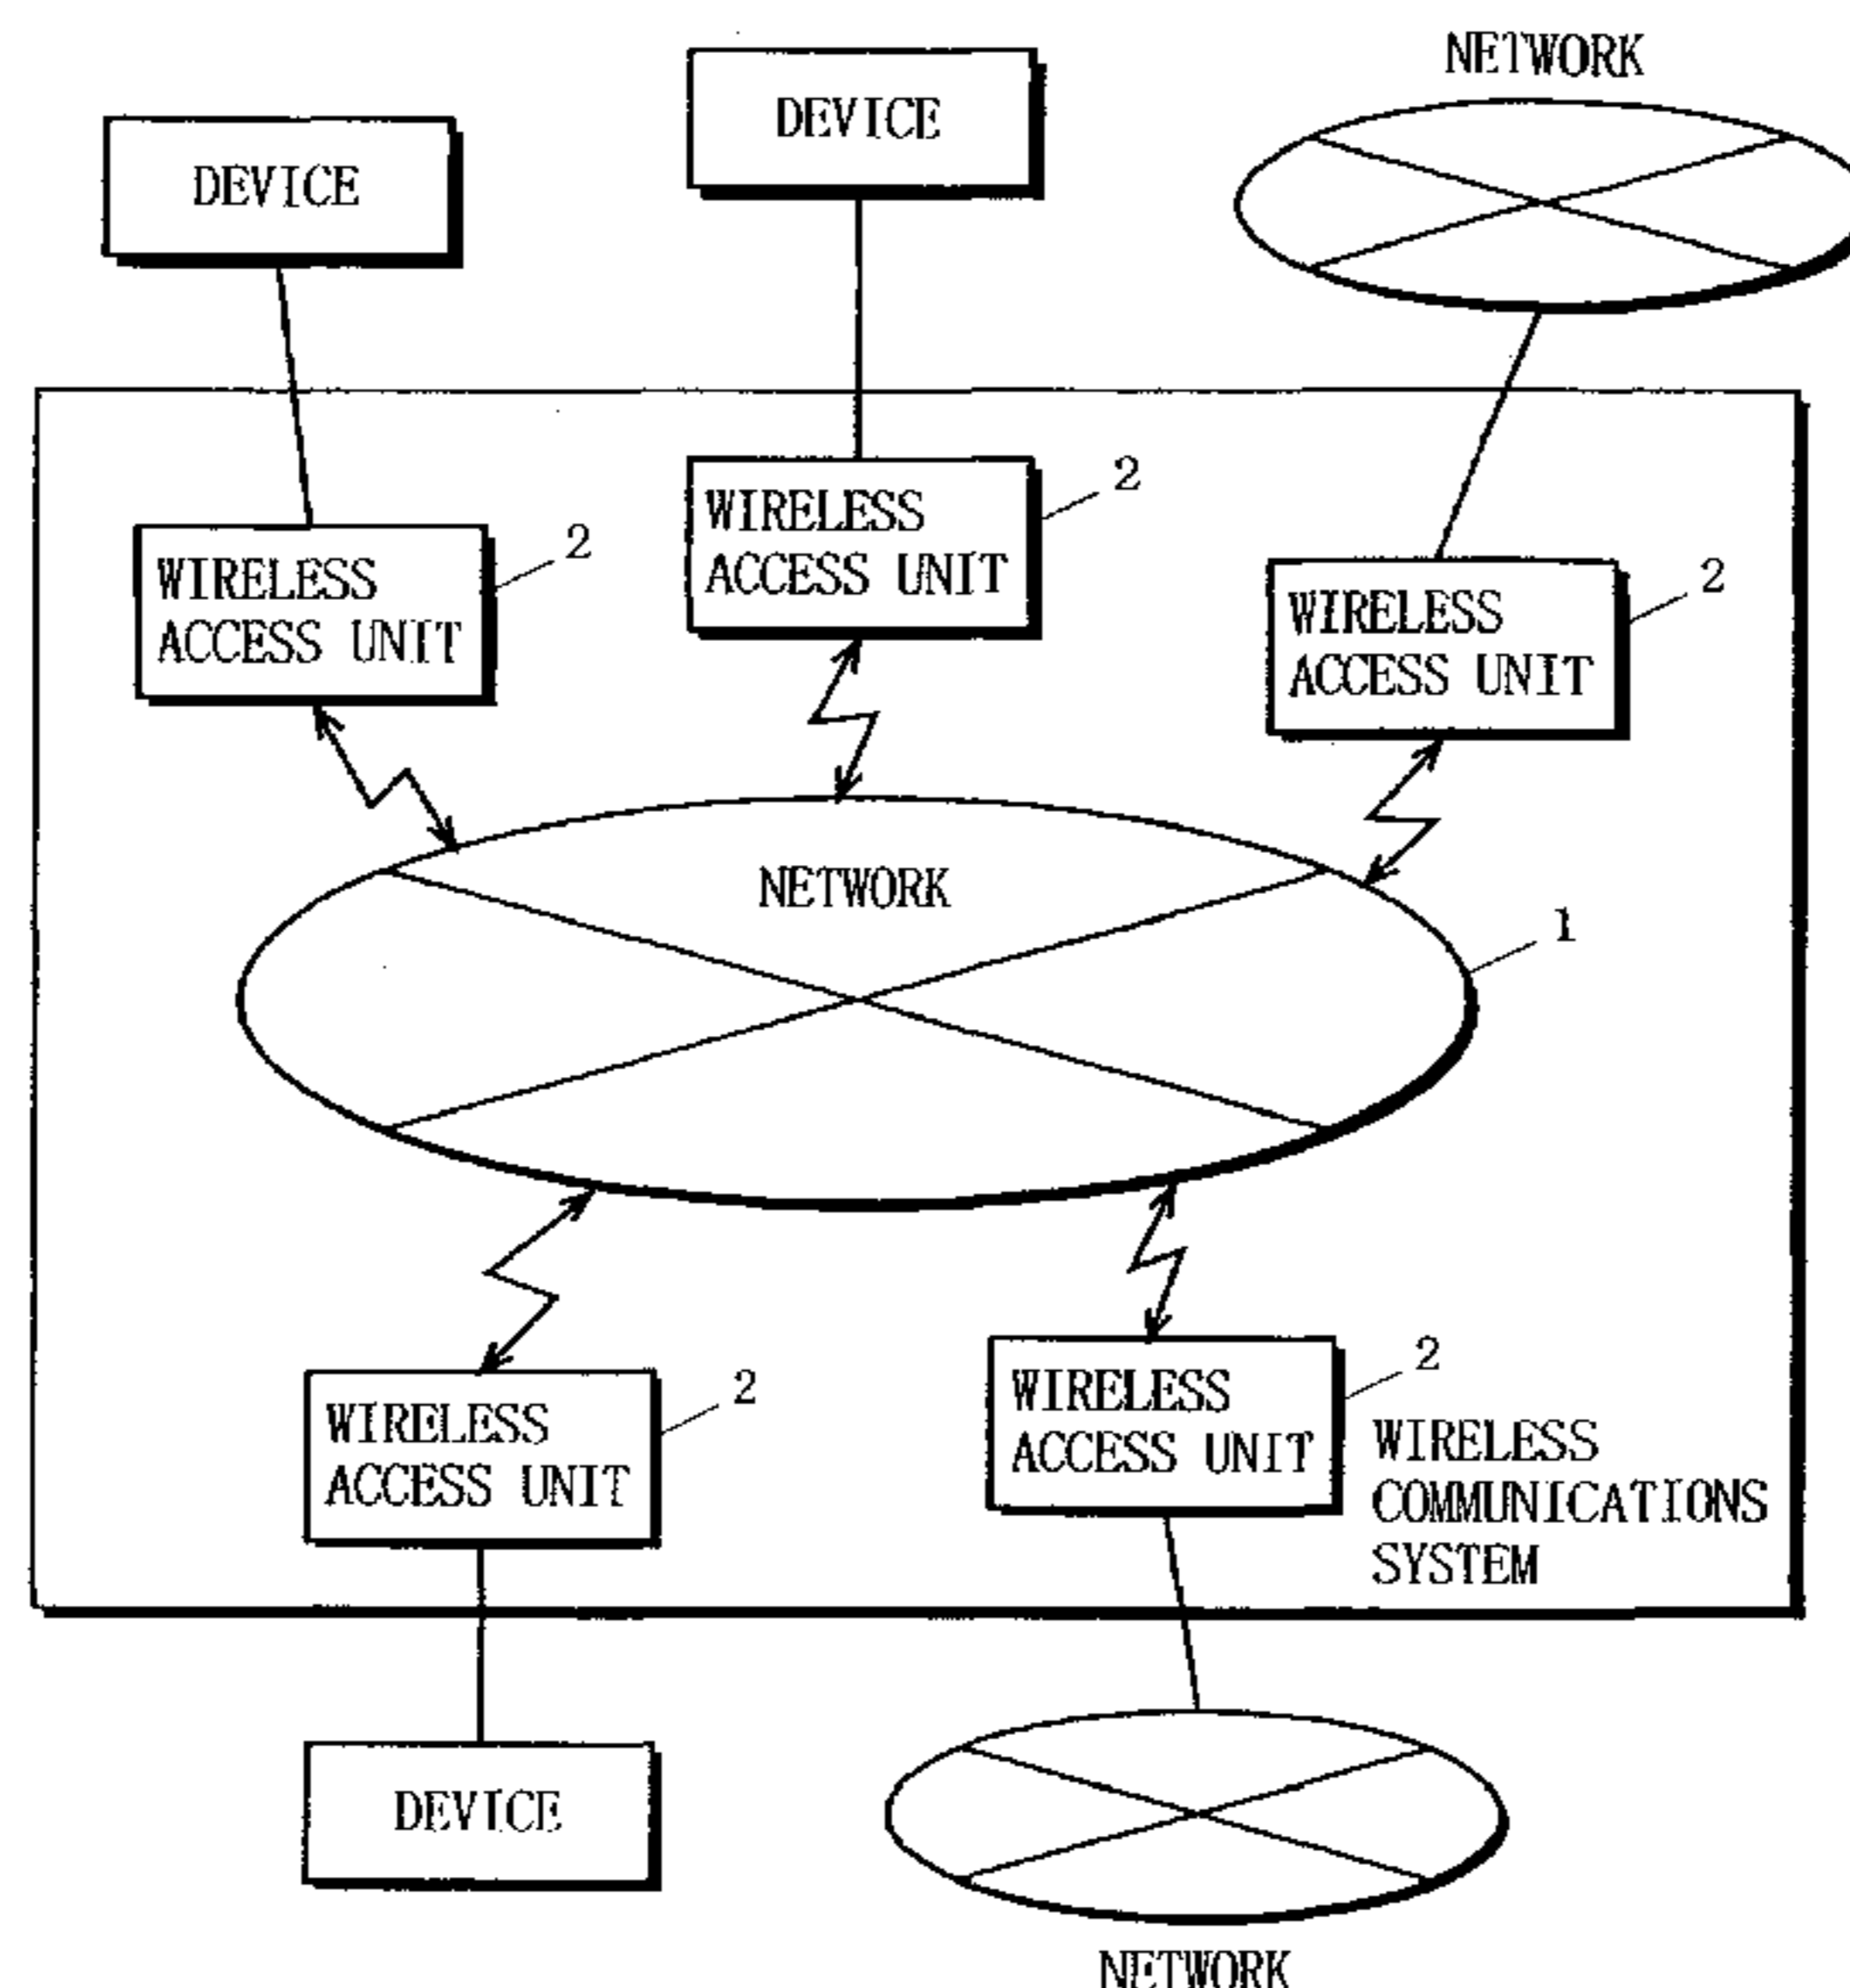 NETWORK
DEVICE
DEVICE
2
WIRELESS
ACCESS UNIT
2
WIRELESS
ACCESS UNIT
2
WIRELESS
ACCESS UNIT
NETWORK
1
2
WIRELESS
ACCESS UNIT
2
WIRELESS
ACCESS UNIT
WIRELESS
COMMUNICATIONS
SYSTEM
DEVICE
NETWORK